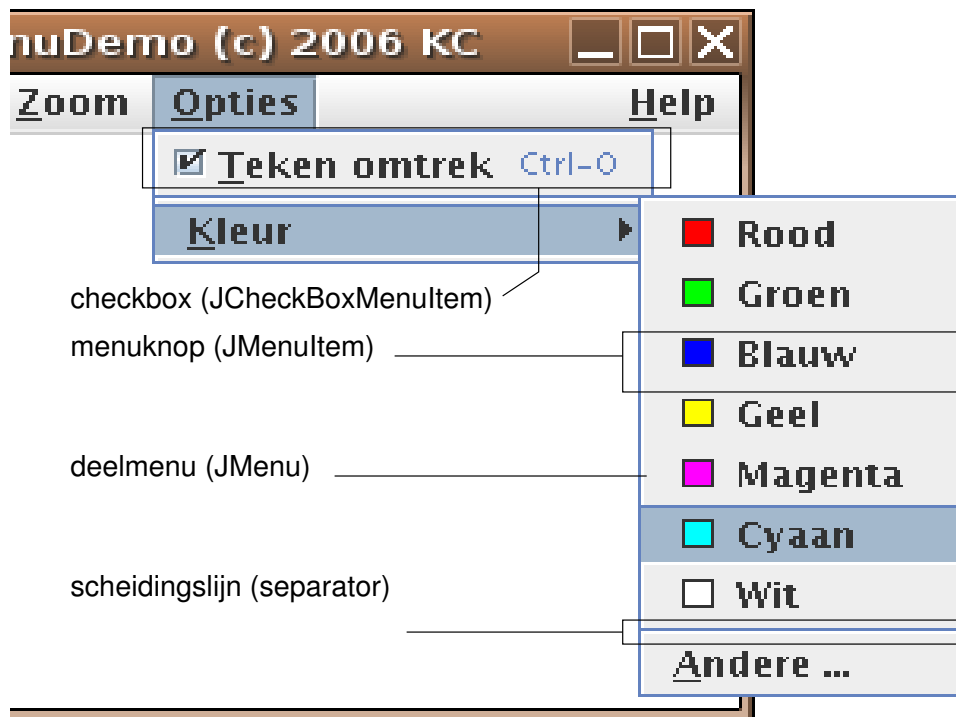 nuDemo (c) 2006 KC
Zoom Opties Help
Teken omtrek Ctrl-O
Kleur
Rood
Groen
checkbox (JCheckBoxMenuItem)
menuknop (JMenuItem)
Blauw
Geel
deelmenu (JMenu)
Magenta
Cyaan
scheidingslijn (separator)
Wit
Andere ...